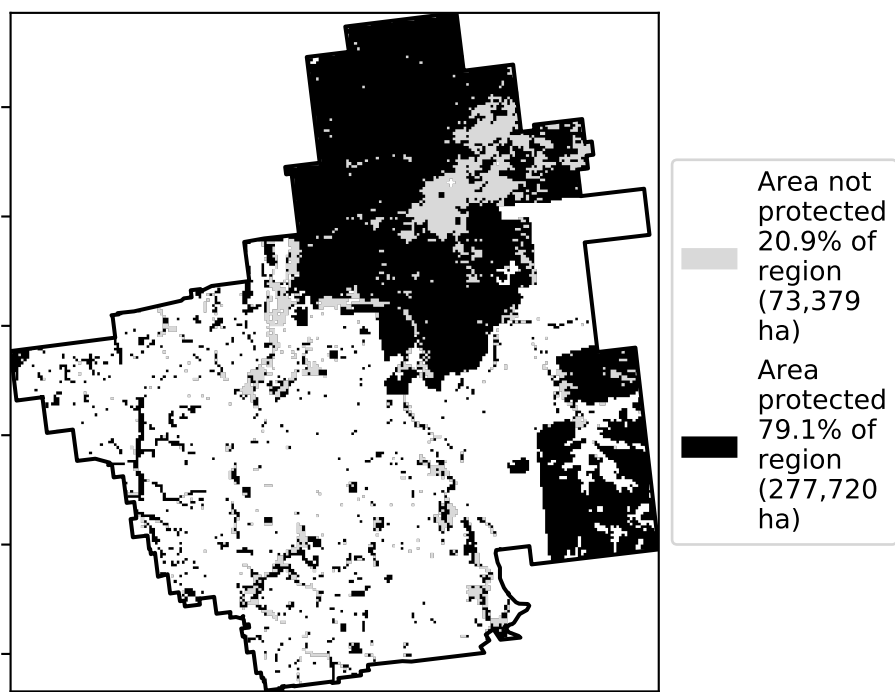 Area not
protected
20.9% of
region
(73,379
ha)
Area
protected
79.1% of
region
(277,720
ha)